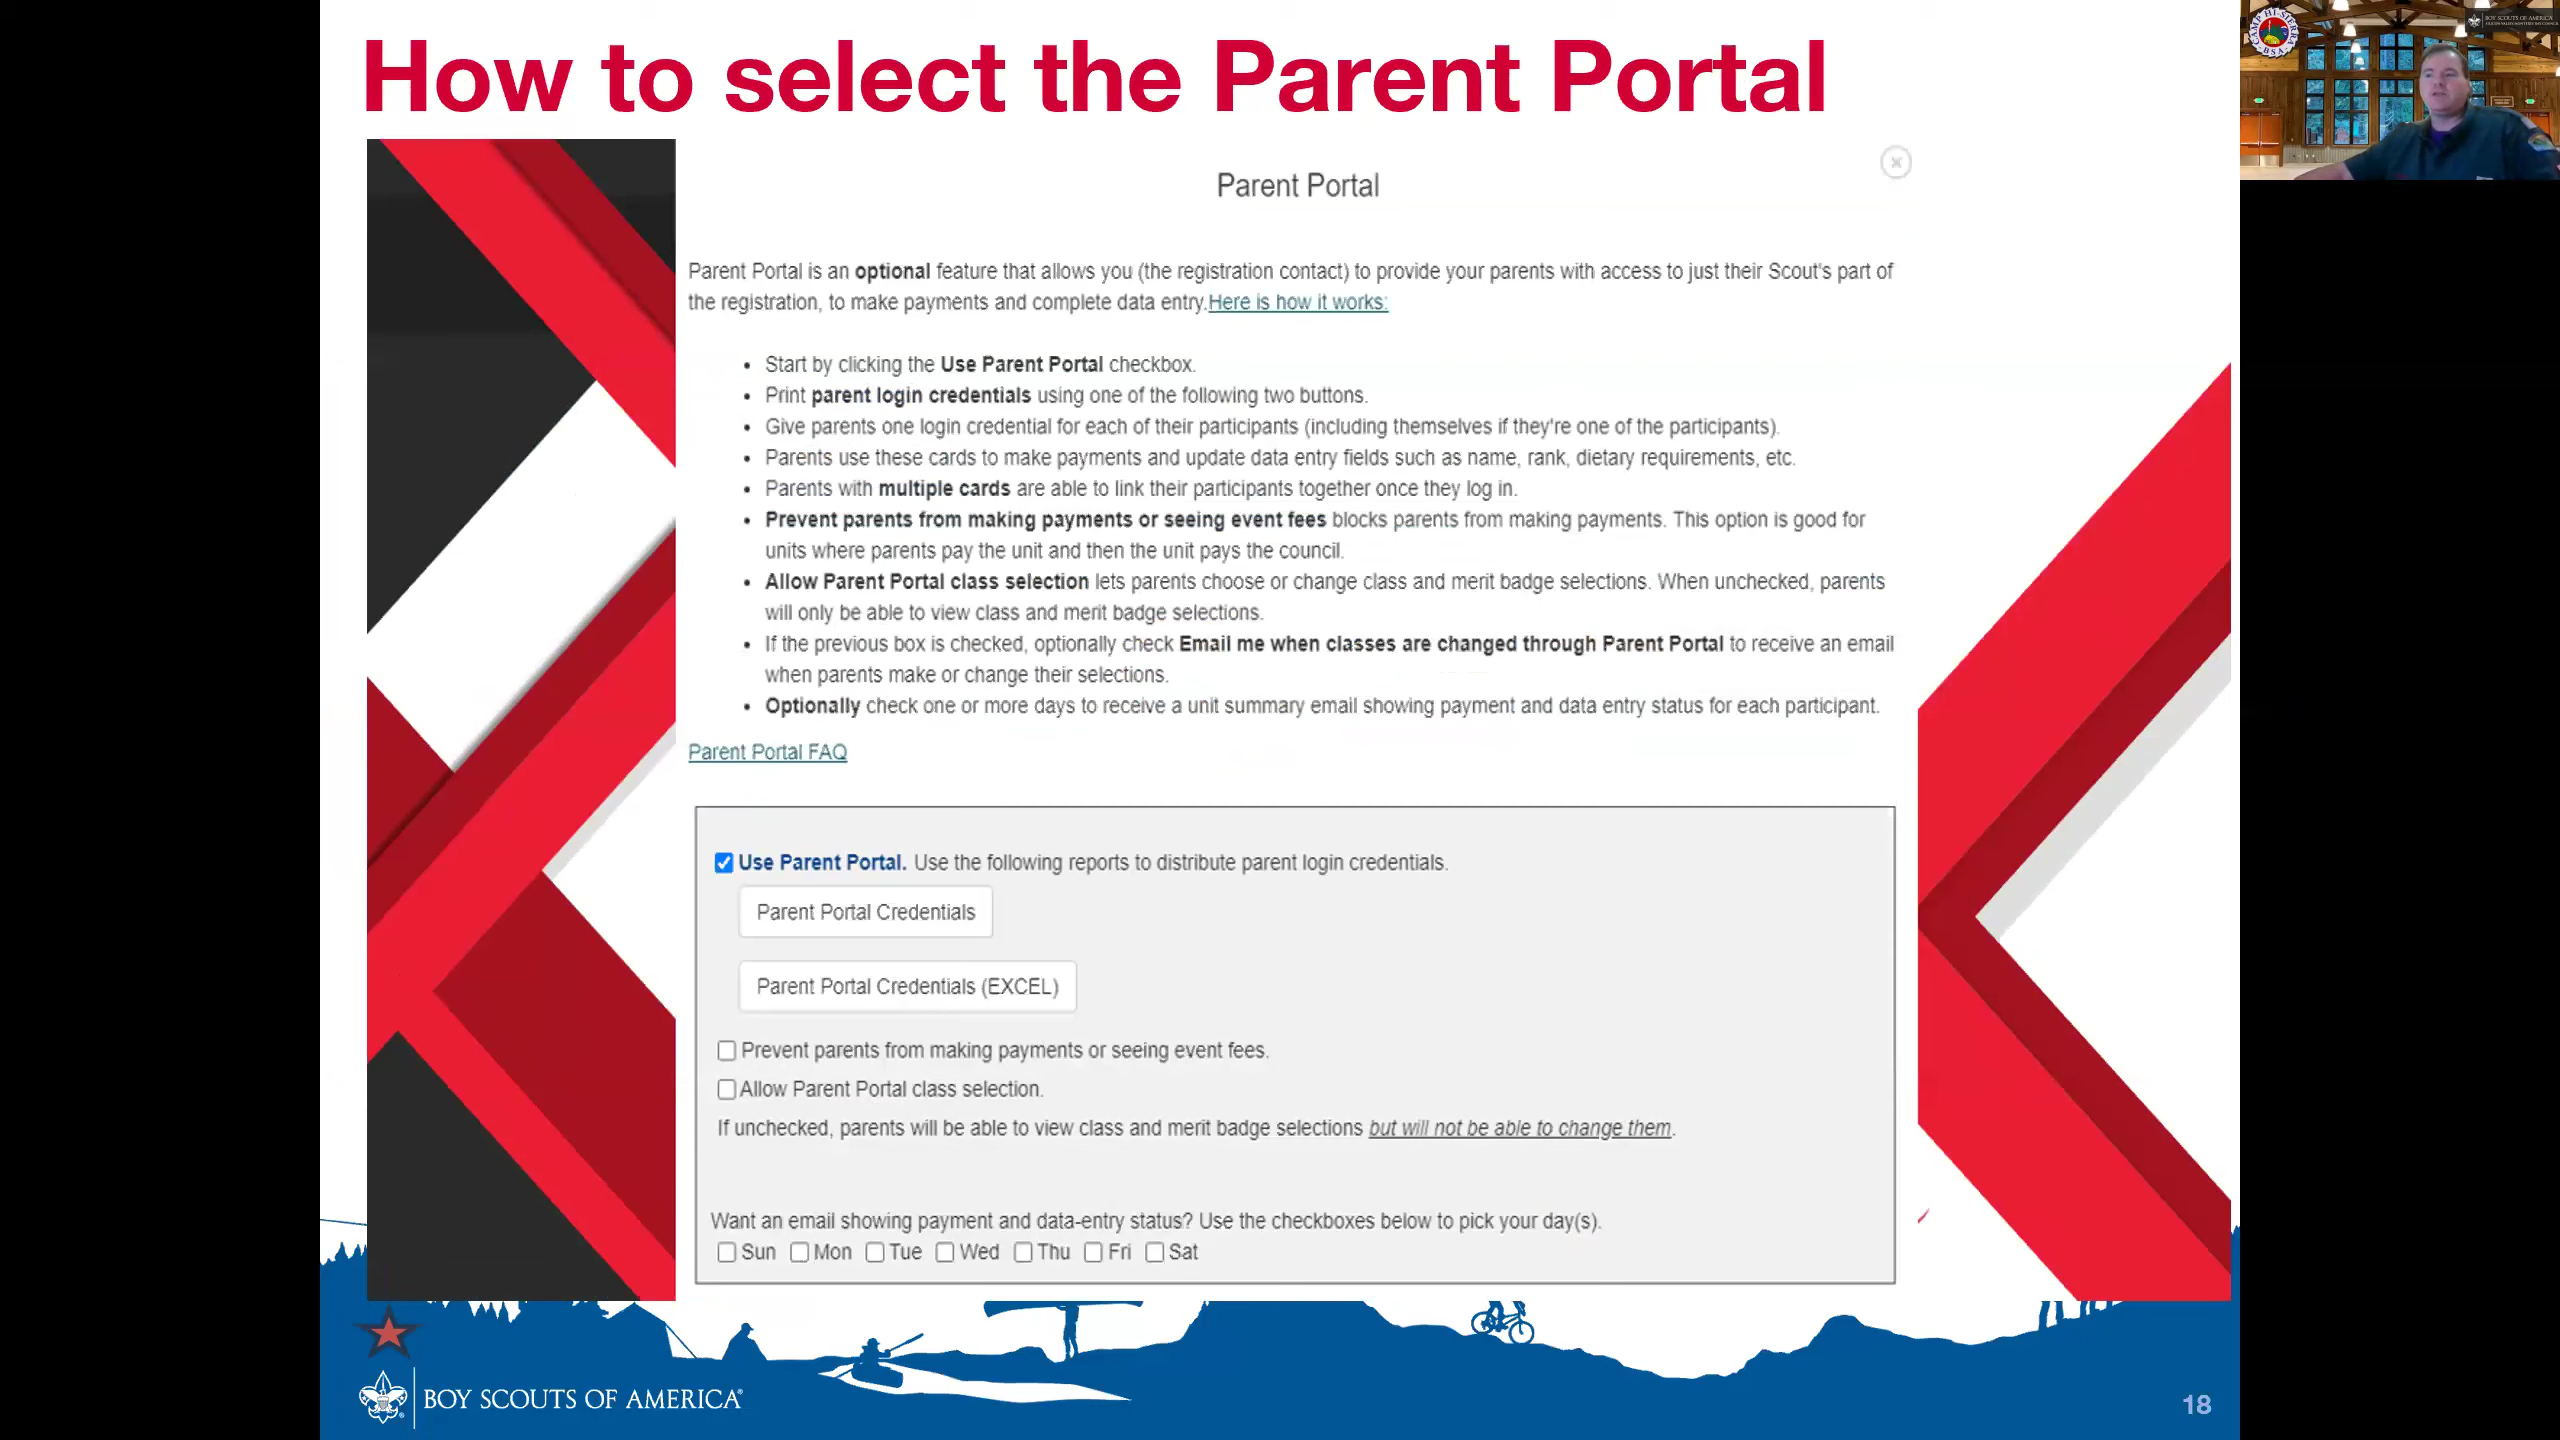 How to select the Parent Portal
CAMP HI-SIERRA
BSA
BOY SCOUTS OF AMERICA
Parent Portal
Parent Portal is an optional feature that allows you (the registration contact) to provide your parents with access to just their Scout's part of
the registration, to make payments and complete data entry.Here is how it works:
• Start by clicking the Use Parent Portal checkbox.
• Print parent login credentials using one of the following two buttons.
• Give parents one login credential for each of their participants (including themselves if they're one of the participants).
• Parents use these cards to make payments and update data entry fields such as name, rank, dietary requirements, etc.
• Parents with multiple cards are able to link their participants together once they log in.
• Prevent parents from making payments or seeing event fees blocks parents from making payments. This option is good for
units where parents pay the unit and then the unit pays the council.
• Allow Parent Portal class selection lets parents choose or change class and merit badge selections. When unchecked, parents
will only be able to view class and merit badge selections.
• If the previous box is checked, optionally check Email me when classes are changed through Parent Portal to receive an email
when parents make or change their selections.
• Optionally check one or more days to receive a unit summary email showing payment and data entry status for each participant.
Parent Portal FAQ
Use Parent Portal. Use the following reports to distribute parent login credentials.
Parent Portal Credentials
Parent Portal Credentials (EXCEL)
Prevent parents from making payments or seeing event fees.
Allow Parent Portal class selection.
If unchecked, parents will be able to view class and merit badge selections but will not be able to change them.
Want an email showing payment and data-entry status? Use the checkboxes below to pick your day(s).
Sun Mon Tue Wed Thu Fri Sat
BOY SCOUTS OF AMERICA®
18